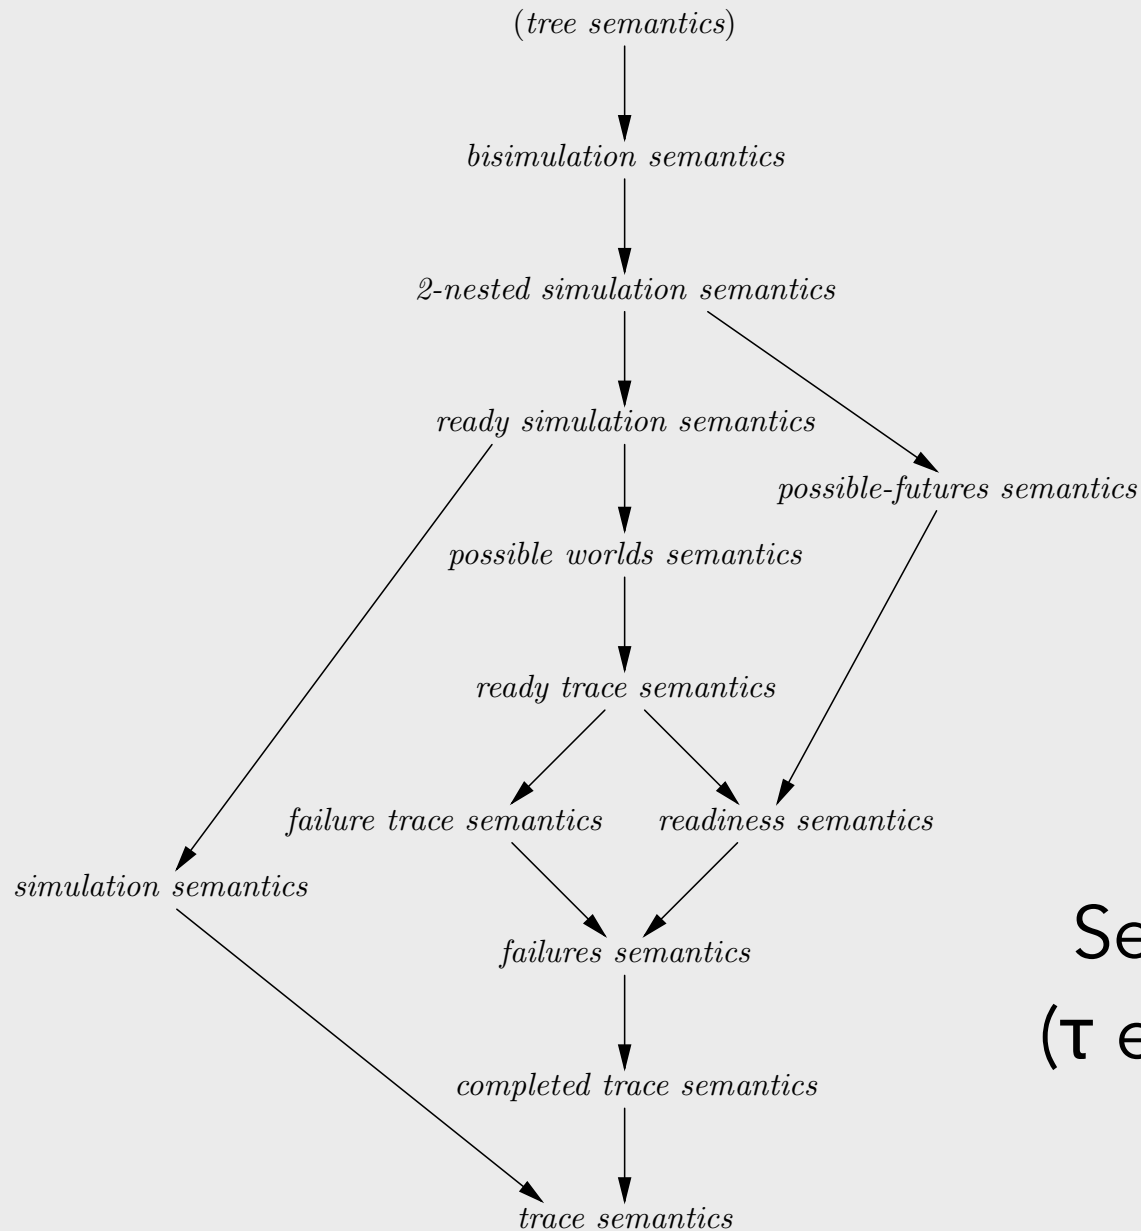 (tree semantics)
bisimulation semantics
2-nested simulation semantics
ready simulation semantics
possible-futures semantics
possible worlds semantics
ready trace semantics
failure trace semantics
readiness semantics
simulation semantics
failures semantics
completed trace semantics
trace semantics